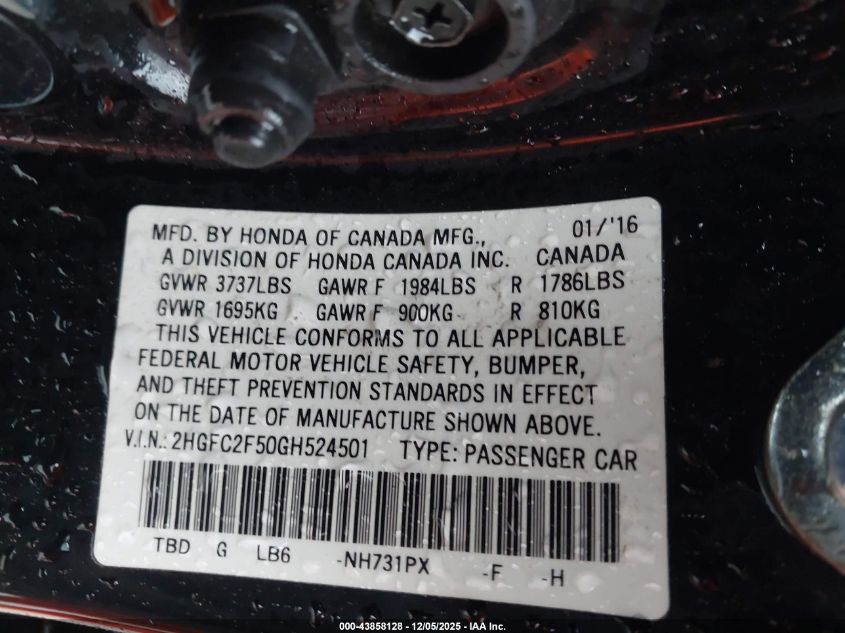 MFD. BY HONDA OF CANADA MFG., 01/'16
A DIVISION OF HONDA CANADA INC. CANADA
GVWR 3737LBS GAWR F 1984LBS R 1786LBS
GVWR 1695KG GAWR F 900KG R 810KG
THIS VEHICLE CONFORMS TO ALL APPLICABLE
FEDERAL MOTOR VEHICLE SAFETY, BUMPER,
AND THEFT PREVENTION STANDARDS IN EFFECT
ON THE DATE OF MANUFACTURE SHOWN ABOVE.
V.I.N.: 2HGFC2F50GH524501 TYPE: PASSENGER CAR
TBD G LB6 -NH731PX -F -H
000-43858128 - 12/05/2025 - IAA Inc.